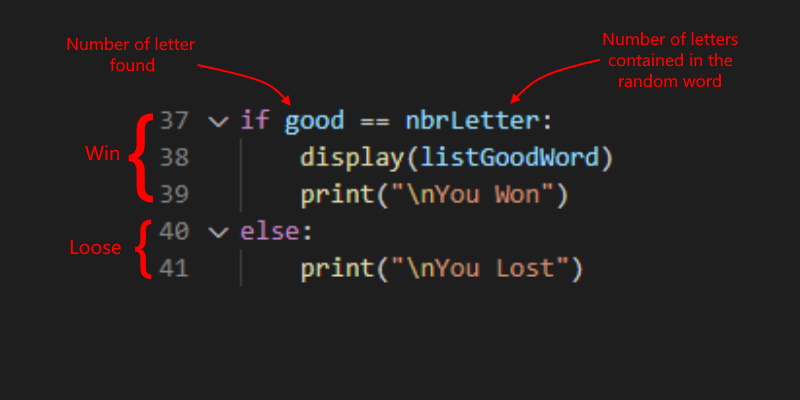 Number of letter
found
Number of letters
contained in the
random word
Win
37 if good == nbrLetter:
38 display(listGoodWord)
39 print("\nYou Won")
Loose
40 else:
41 print("\nYou Lost")